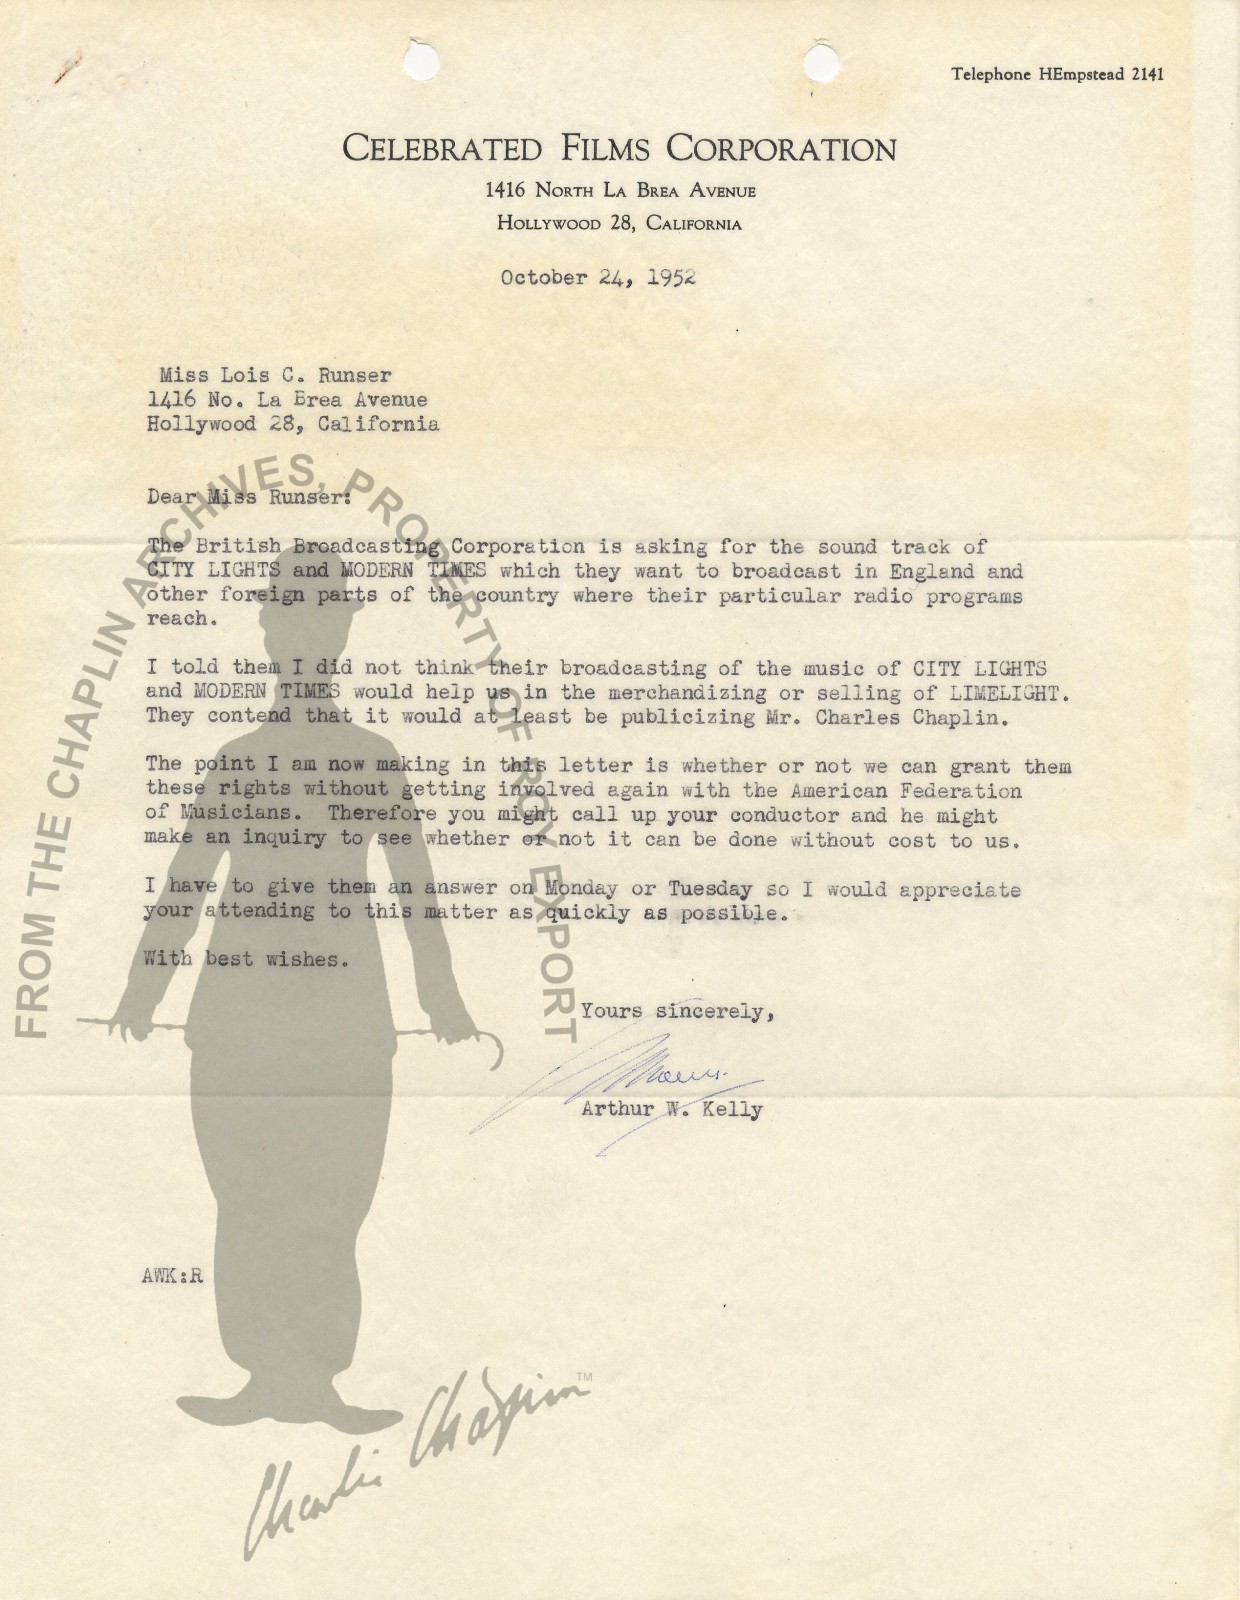 Telephone HEmpstead 2141
CELEBRATED FILMS CORPORATION
1416 NORTH LA BREA AVENUE
HOLLYWOOD 28, CALIFORNIA
October 24, 1952
Miss Lois C. Runser
1416 No. La Brea Avenue
Hollywood 28, California
Dear Miss Runser:
The British Broadcasting Corporation is asking for the sound track of
CITY LIGHTS and MODERN TIMES which they want to broadcast in England and
other foreign parts of the country where their particular radio programs
reach.
I told them I did not think their broadcasting of the music of CITY LIGHTS
and MODERN TIMES would help us in the merchandizing or selling of LIMELIGHT.
They contend that it would at least be publicizing Mr. Charles Chaplin.
The point I am now making in this letter is whether or not we can grant them
these rights without getting involved again with the American Federation
of Musicians. Therefore you might call up your conductor and he might
make an inquiry to see whether or not it can be done without cost to us.
I have to give them an answer on Monday or Tuesday so I would appreciate
your attending to this matter as quickly as possible.
With best wishes.
Yours sincerely,
Arthur W. Kelly
AWK:R
FROM THE CHAPLIN ARCHIVES, PROPERTY OF ROY EXPORT
Charlie Chaplin™